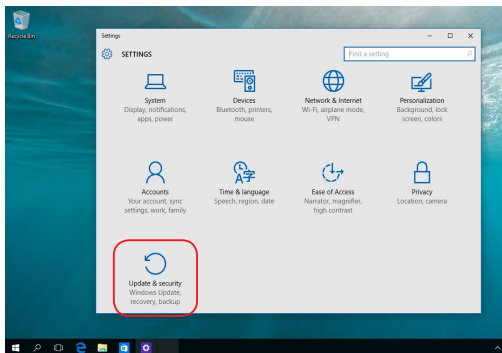 Recycle Bin
Settings
SETTINGS
Find a setting
System
Display, notifications,
apps, power
Devices
Bluetooth, printers,
mouse
Network & Internet
Wi-Fi, airplane mode,
VPN
Personalization
Background, lock
screen, colors
Accounts
Your account, sync
settings, work, family
A字
Time & language
Speech, region, date
Ease of Access
Narrator, magnifier,
high contrast
Privacy
Location, camera
Update & security
Windows Update,
recovery, backup